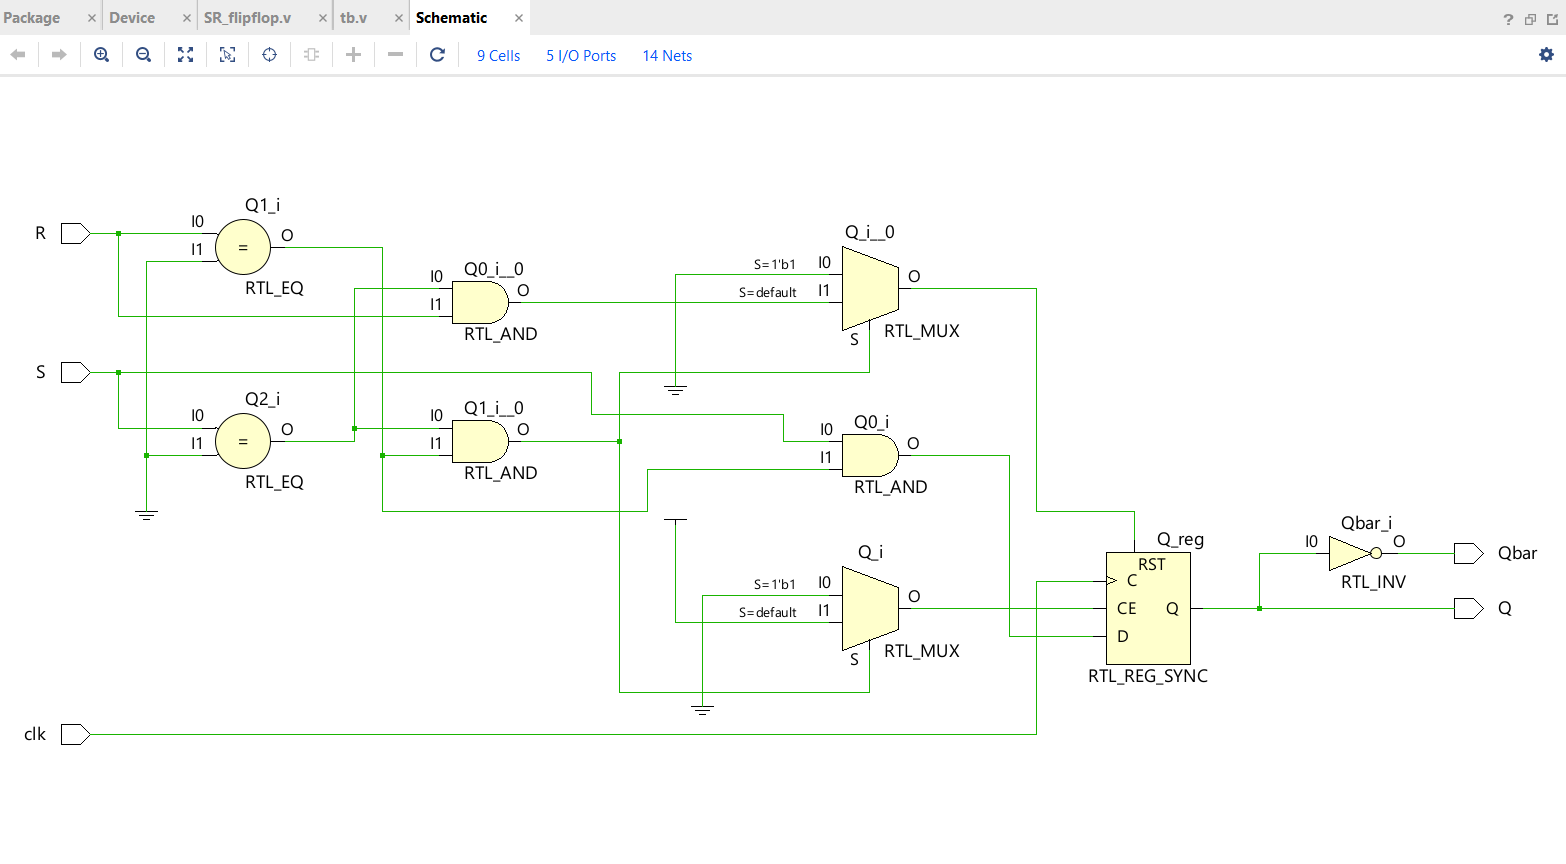 Package × Device × SR_flipflop.v × tb.v × Schematic × ?
9 Cells 5 I/O Ports 14 Nets
Q1_i
R I0 I1 = O
RTL_EQ
Q0_i__0
I0 I1 O
RTL_AND
Q_i__0
S=1'b1 I0 O
S=default I1
S RTL_MUX
S
Q2_i
I0 I1 = O
RTL_EQ
Q1_i__0
I0 I1 O
RTL_AND
Q0_i
I0 I1 O
RTL_AND
Q_i
S=1'b1 I0 O
S=default I1
S RTL_MUX
Q_reg
RST
C
CE Q
D
RTL_REG_SYNC
Qbar_i
I0 O Qbar
RTL_INV
Q
clk